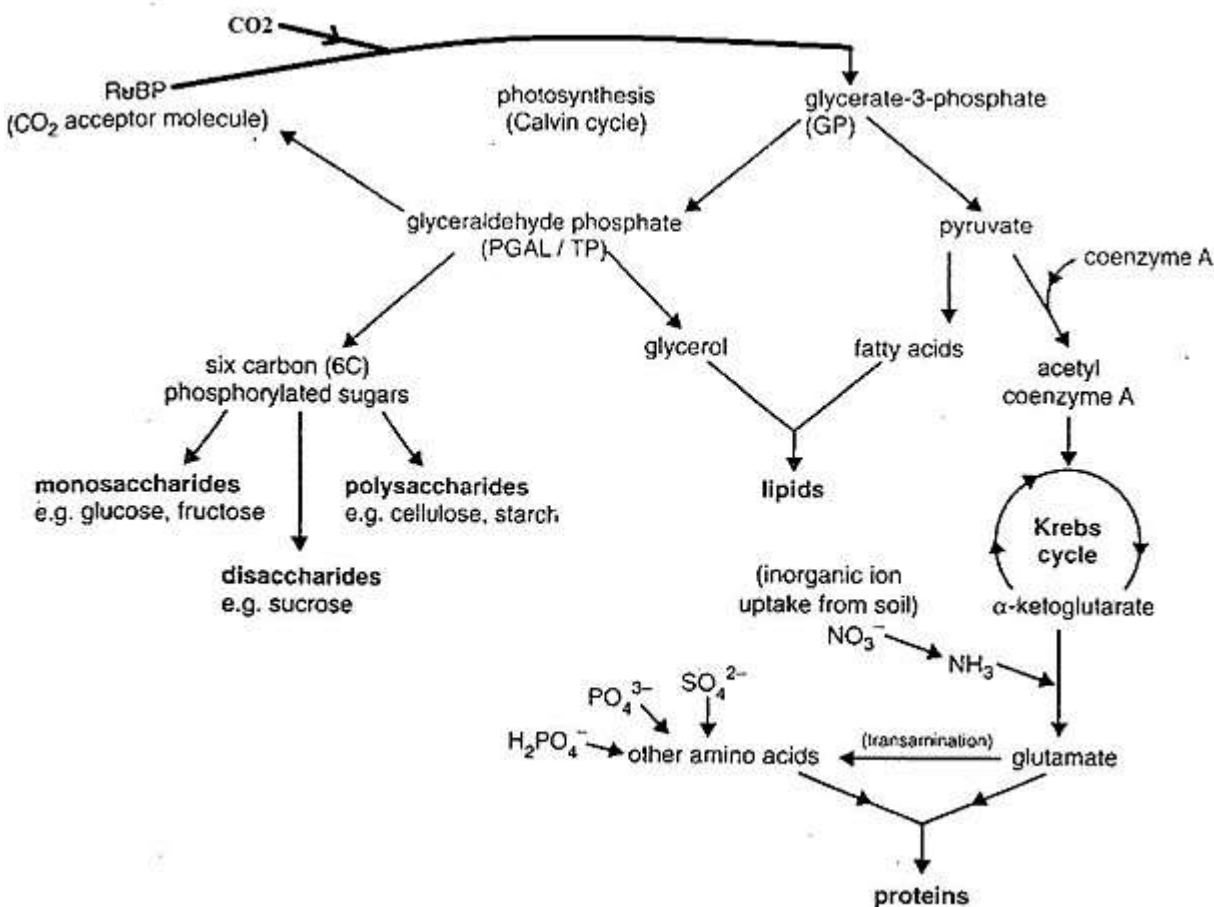 CO2
RuBP
(CO₂ acceptor molecule)
photosynthesis
(Calvin cycle)
glycerate-3-phosphate
(GP)
glyceraldehyde phosphate
(PGAL / TP)
pyruvate
coenzyme A
six carbon (6C)
phosphorylated sugars
glycerol
fatty acids
acetyl
coenzyme A
monosaccharides
e.g. glucose, fructose
polysaccharides
e.g. cellulose, starch
lipids
disaccharides
e.g. sucrose
Krebs
cycle
(inorganic ion
uptake from soil)
α-ketoglutarate
NO₃⁻
NH₃
PO₄³⁻
SO₄²⁻
H₂PO₄⁻
other amino acids
(transamination)
glutamate
proteins